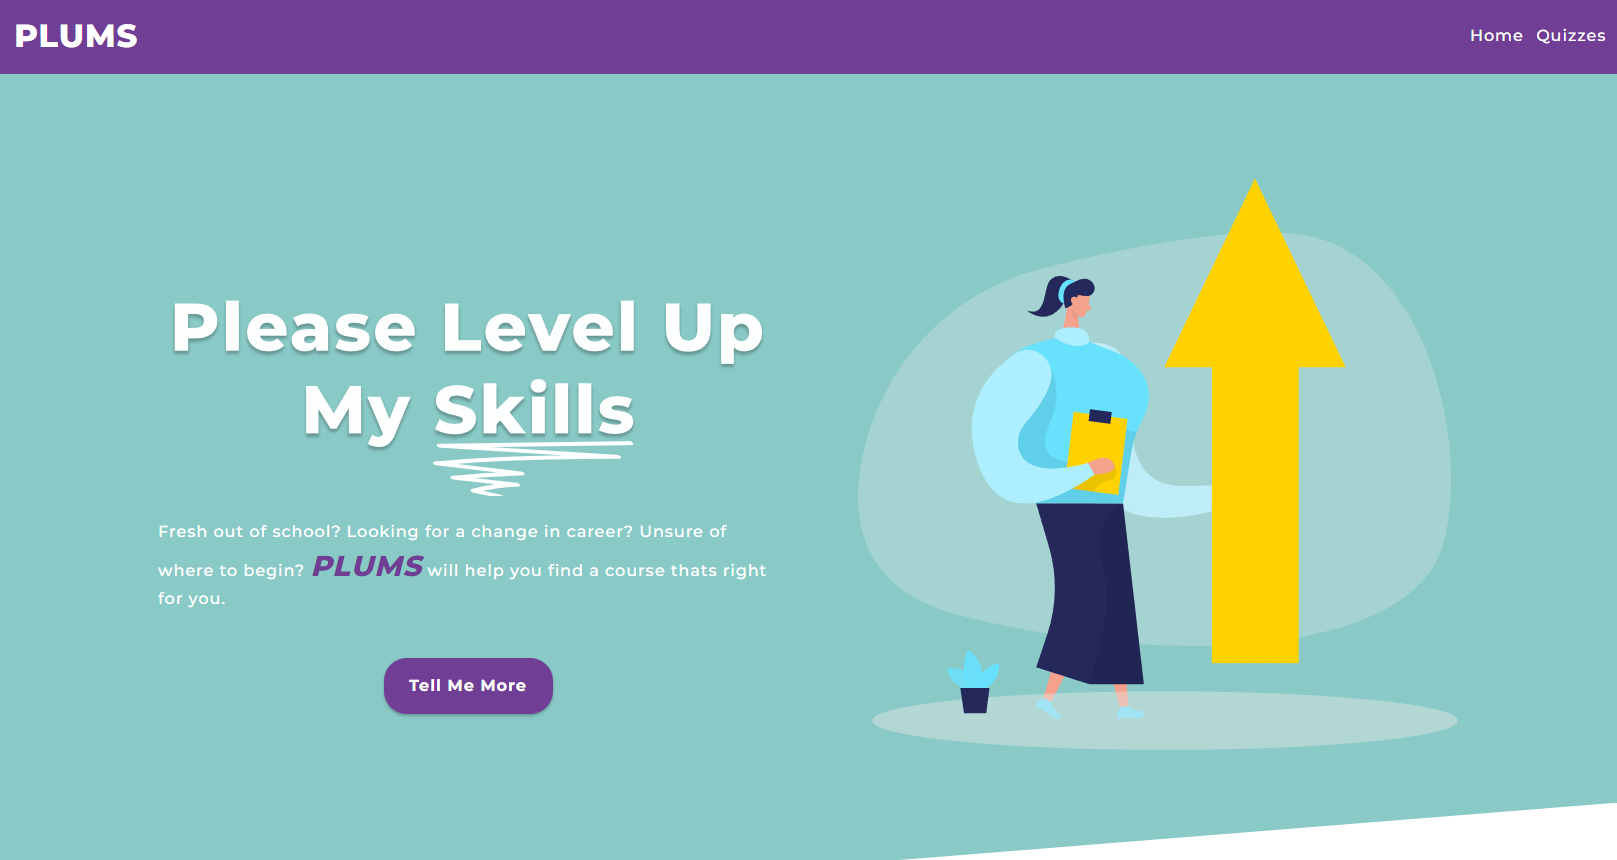 PLUMS
Home Quizzes
Please Level Up
My Skills
Fresh out of school? Looking for a change in career? Unsure of
where to begin? PLUMS will help you find a course thats right
for you.
Tell Me More